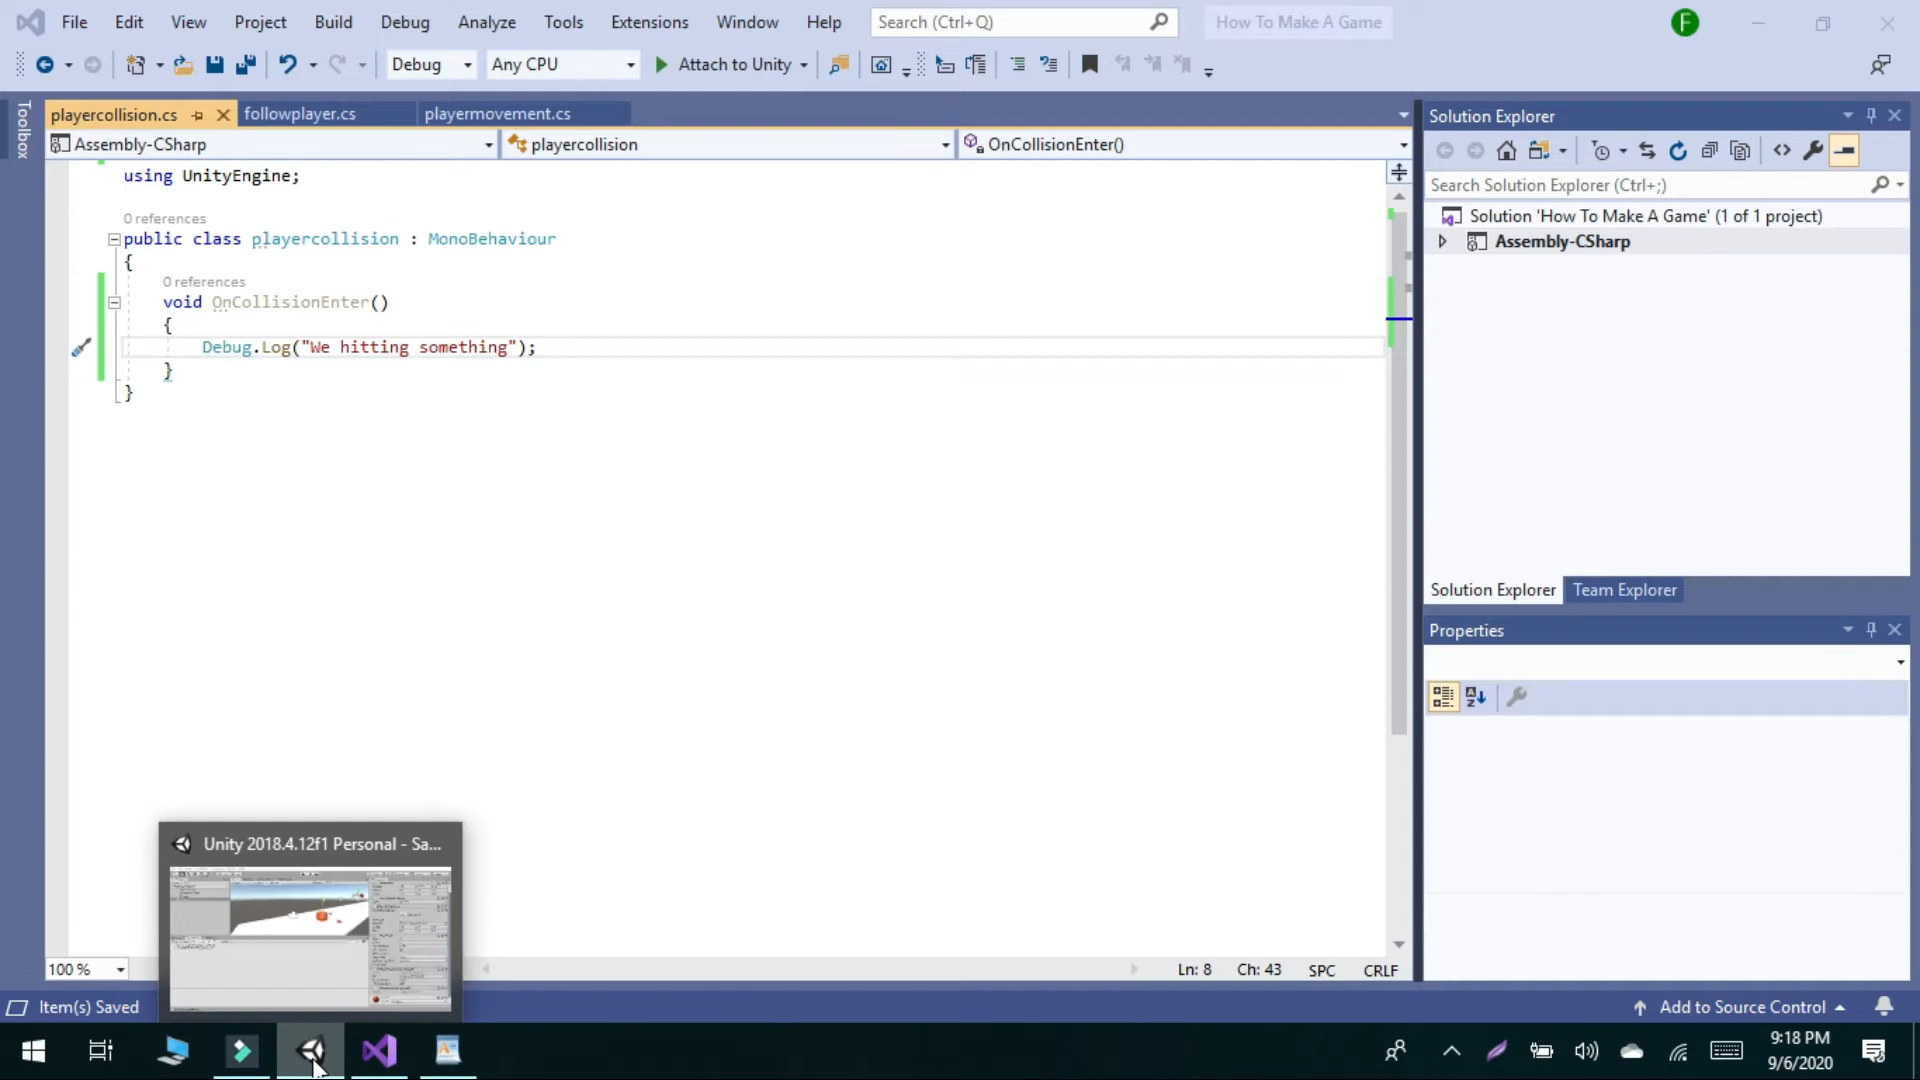 File Edit View Project Build Debug Analyze Tools Extensions Window Help Search (Ctrl+Q) How To Make A Game F
Debug Any CPU Attach to Unity
Toolbox
playercollision.cs followplayer.cs playermovement.cs
Assembly-CSharp playercollision OnCollisionEnter()
using UnityEngine;
0 references
public class playercollision : MonoBehaviour
{
0 references
void OnCollisionEnter()
{
Debug.Log("We hitting something");
}
}
Solution Explorer
Search Solution Explorer (Ctrl+;)
Solution 'How To Make A Game' (1 of 1 project)
Assembly-CSharp
Solution Explorer Team Explorer
Properties
Unity 2018.4.12f1 Personal - Sa...
100 % Ln: 8 Ch: 43 SPC CRLF
Item(s) Saved Add to Source Control
9:18 PM
9/6/2020